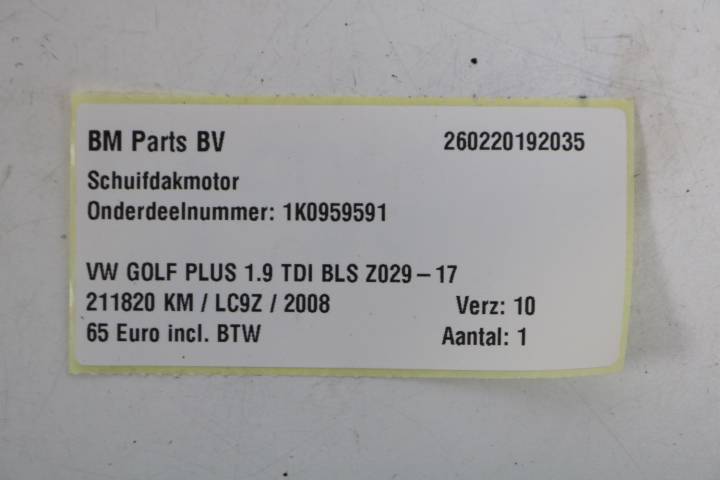 BM Parts BV 260220192035
Schuifdakmotor
Onderdeelnummer: 1K0959591
VW GOLF PLUS 1.9 TDI BLS Z029-17
211820 KM / LC9Z / 2008 Verz: 10
65 Euro incl. BTW Aantal: 1